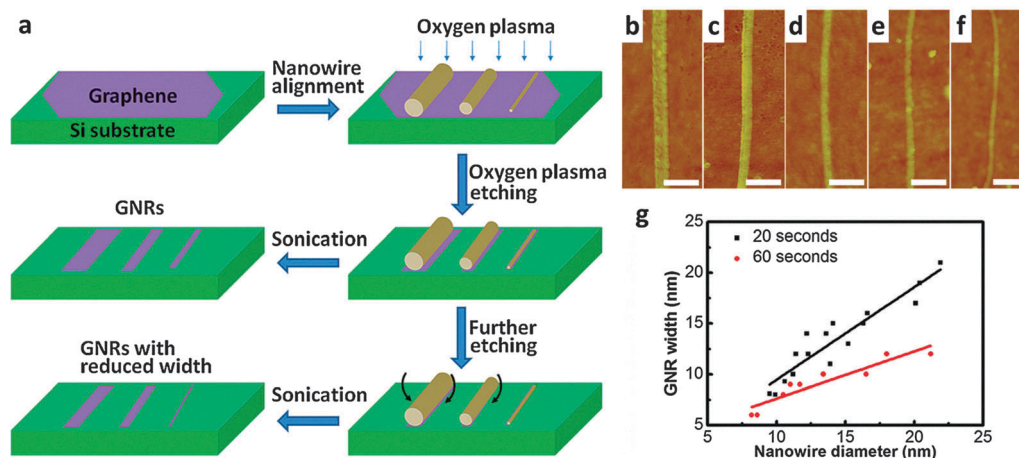 a
Oxygen plasma
Nanowire
alignment
Graphene
Si substrate
Oxygen plasma
etching
GNRs
Sonication
Further
etching
GNRs with
reduced width
Sonication
b
c
d
e
f
g
25
20
15
10
5
GNR width (nm)
20 seconds
60 seconds
5
10
15
20
25
Nanowire diameter (nm)